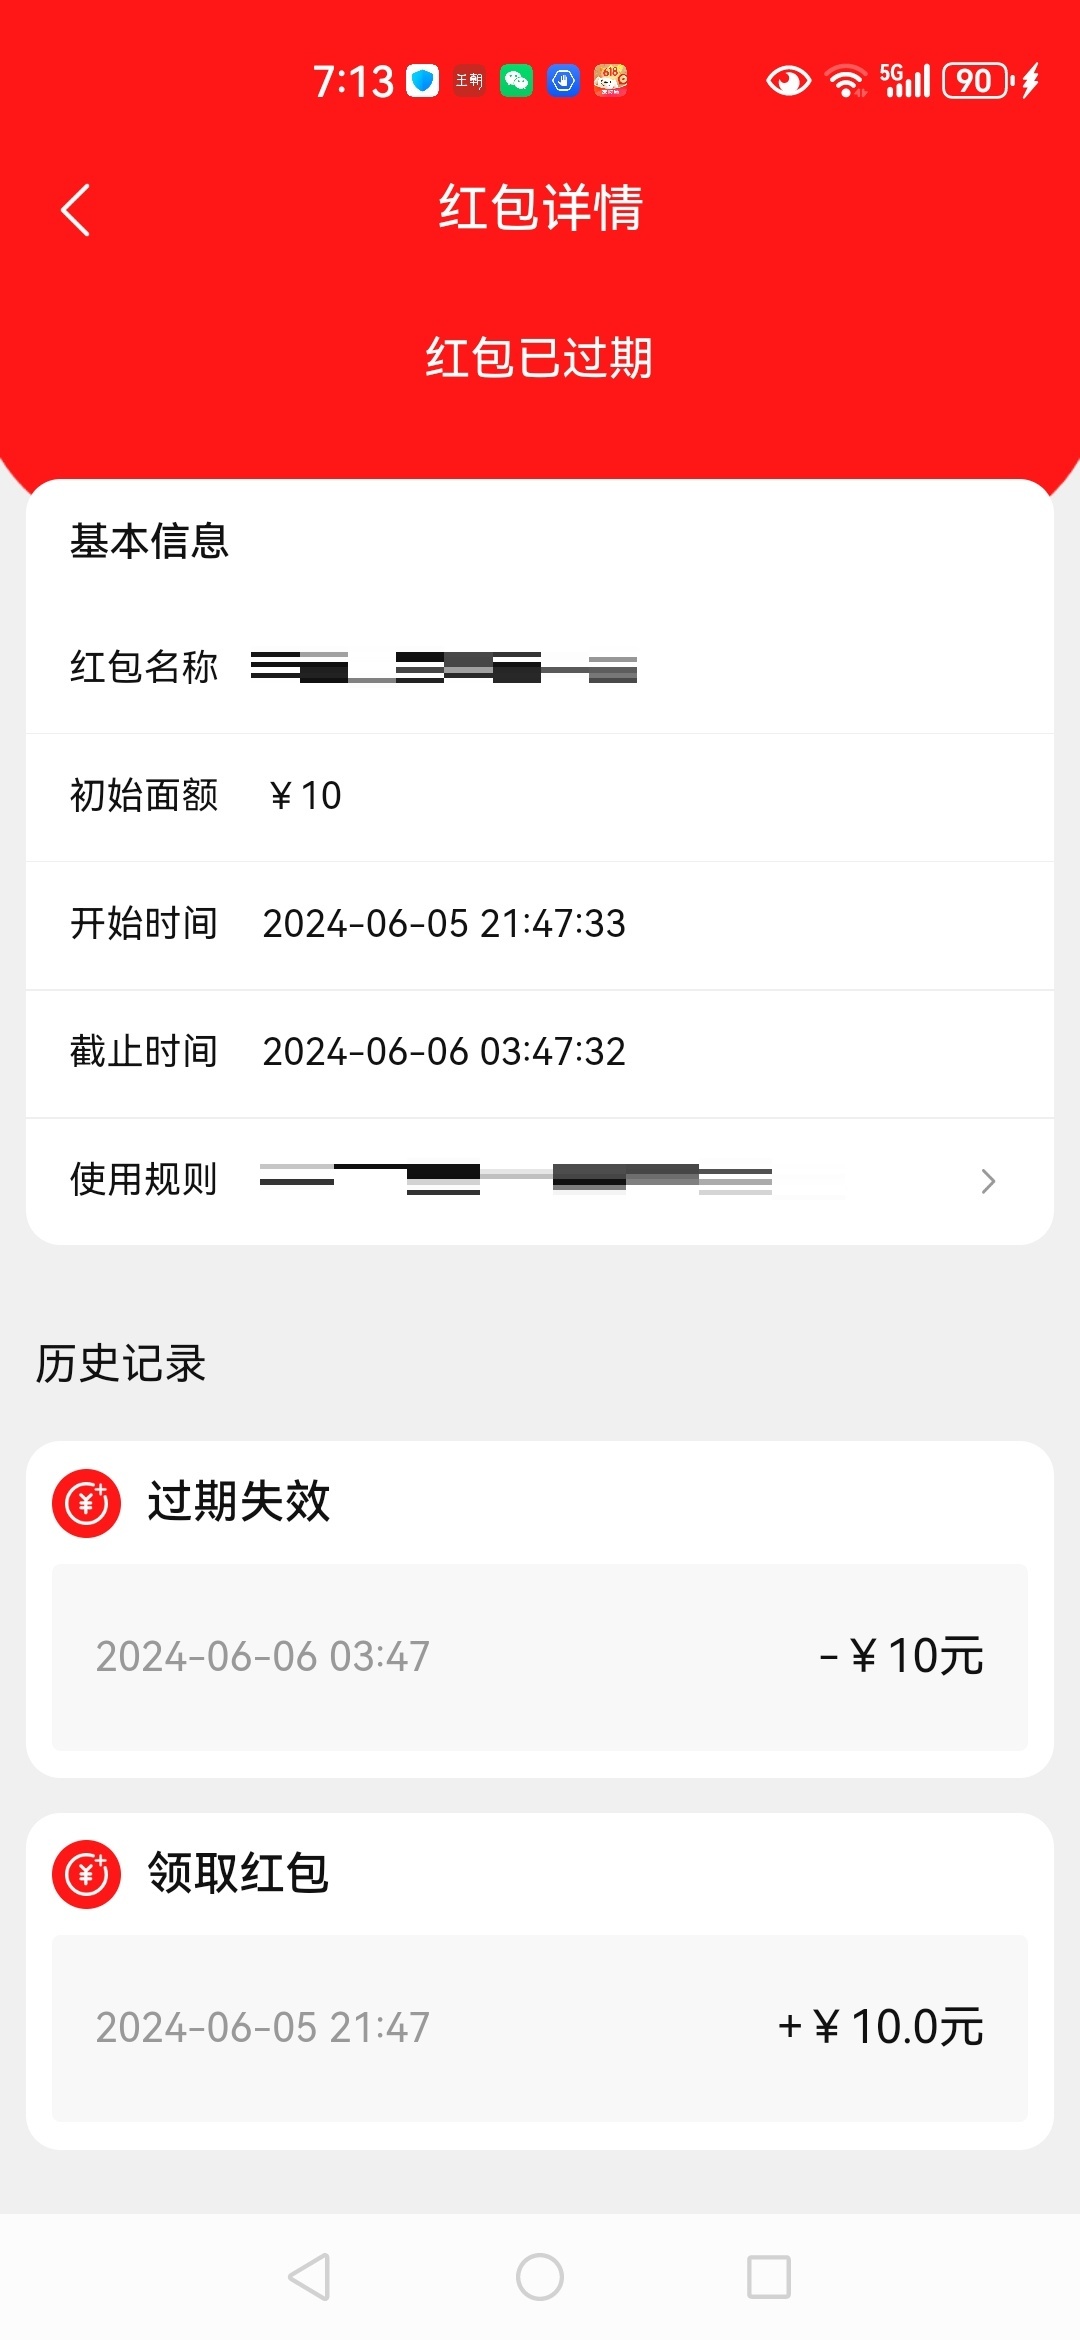 7:13 王朝 618 5G 90
红包详情
红包已过期
基本信息
红包名称
初始面额 ¥10
开始时间 2024-06-05 21:47:33
截止时间 2024-06-06 03:47:32
使用规则
历史记录
过期失效
2024-06-06 03:47 -¥10元
领取红包
2024-06-05 21:47 +¥10.0元